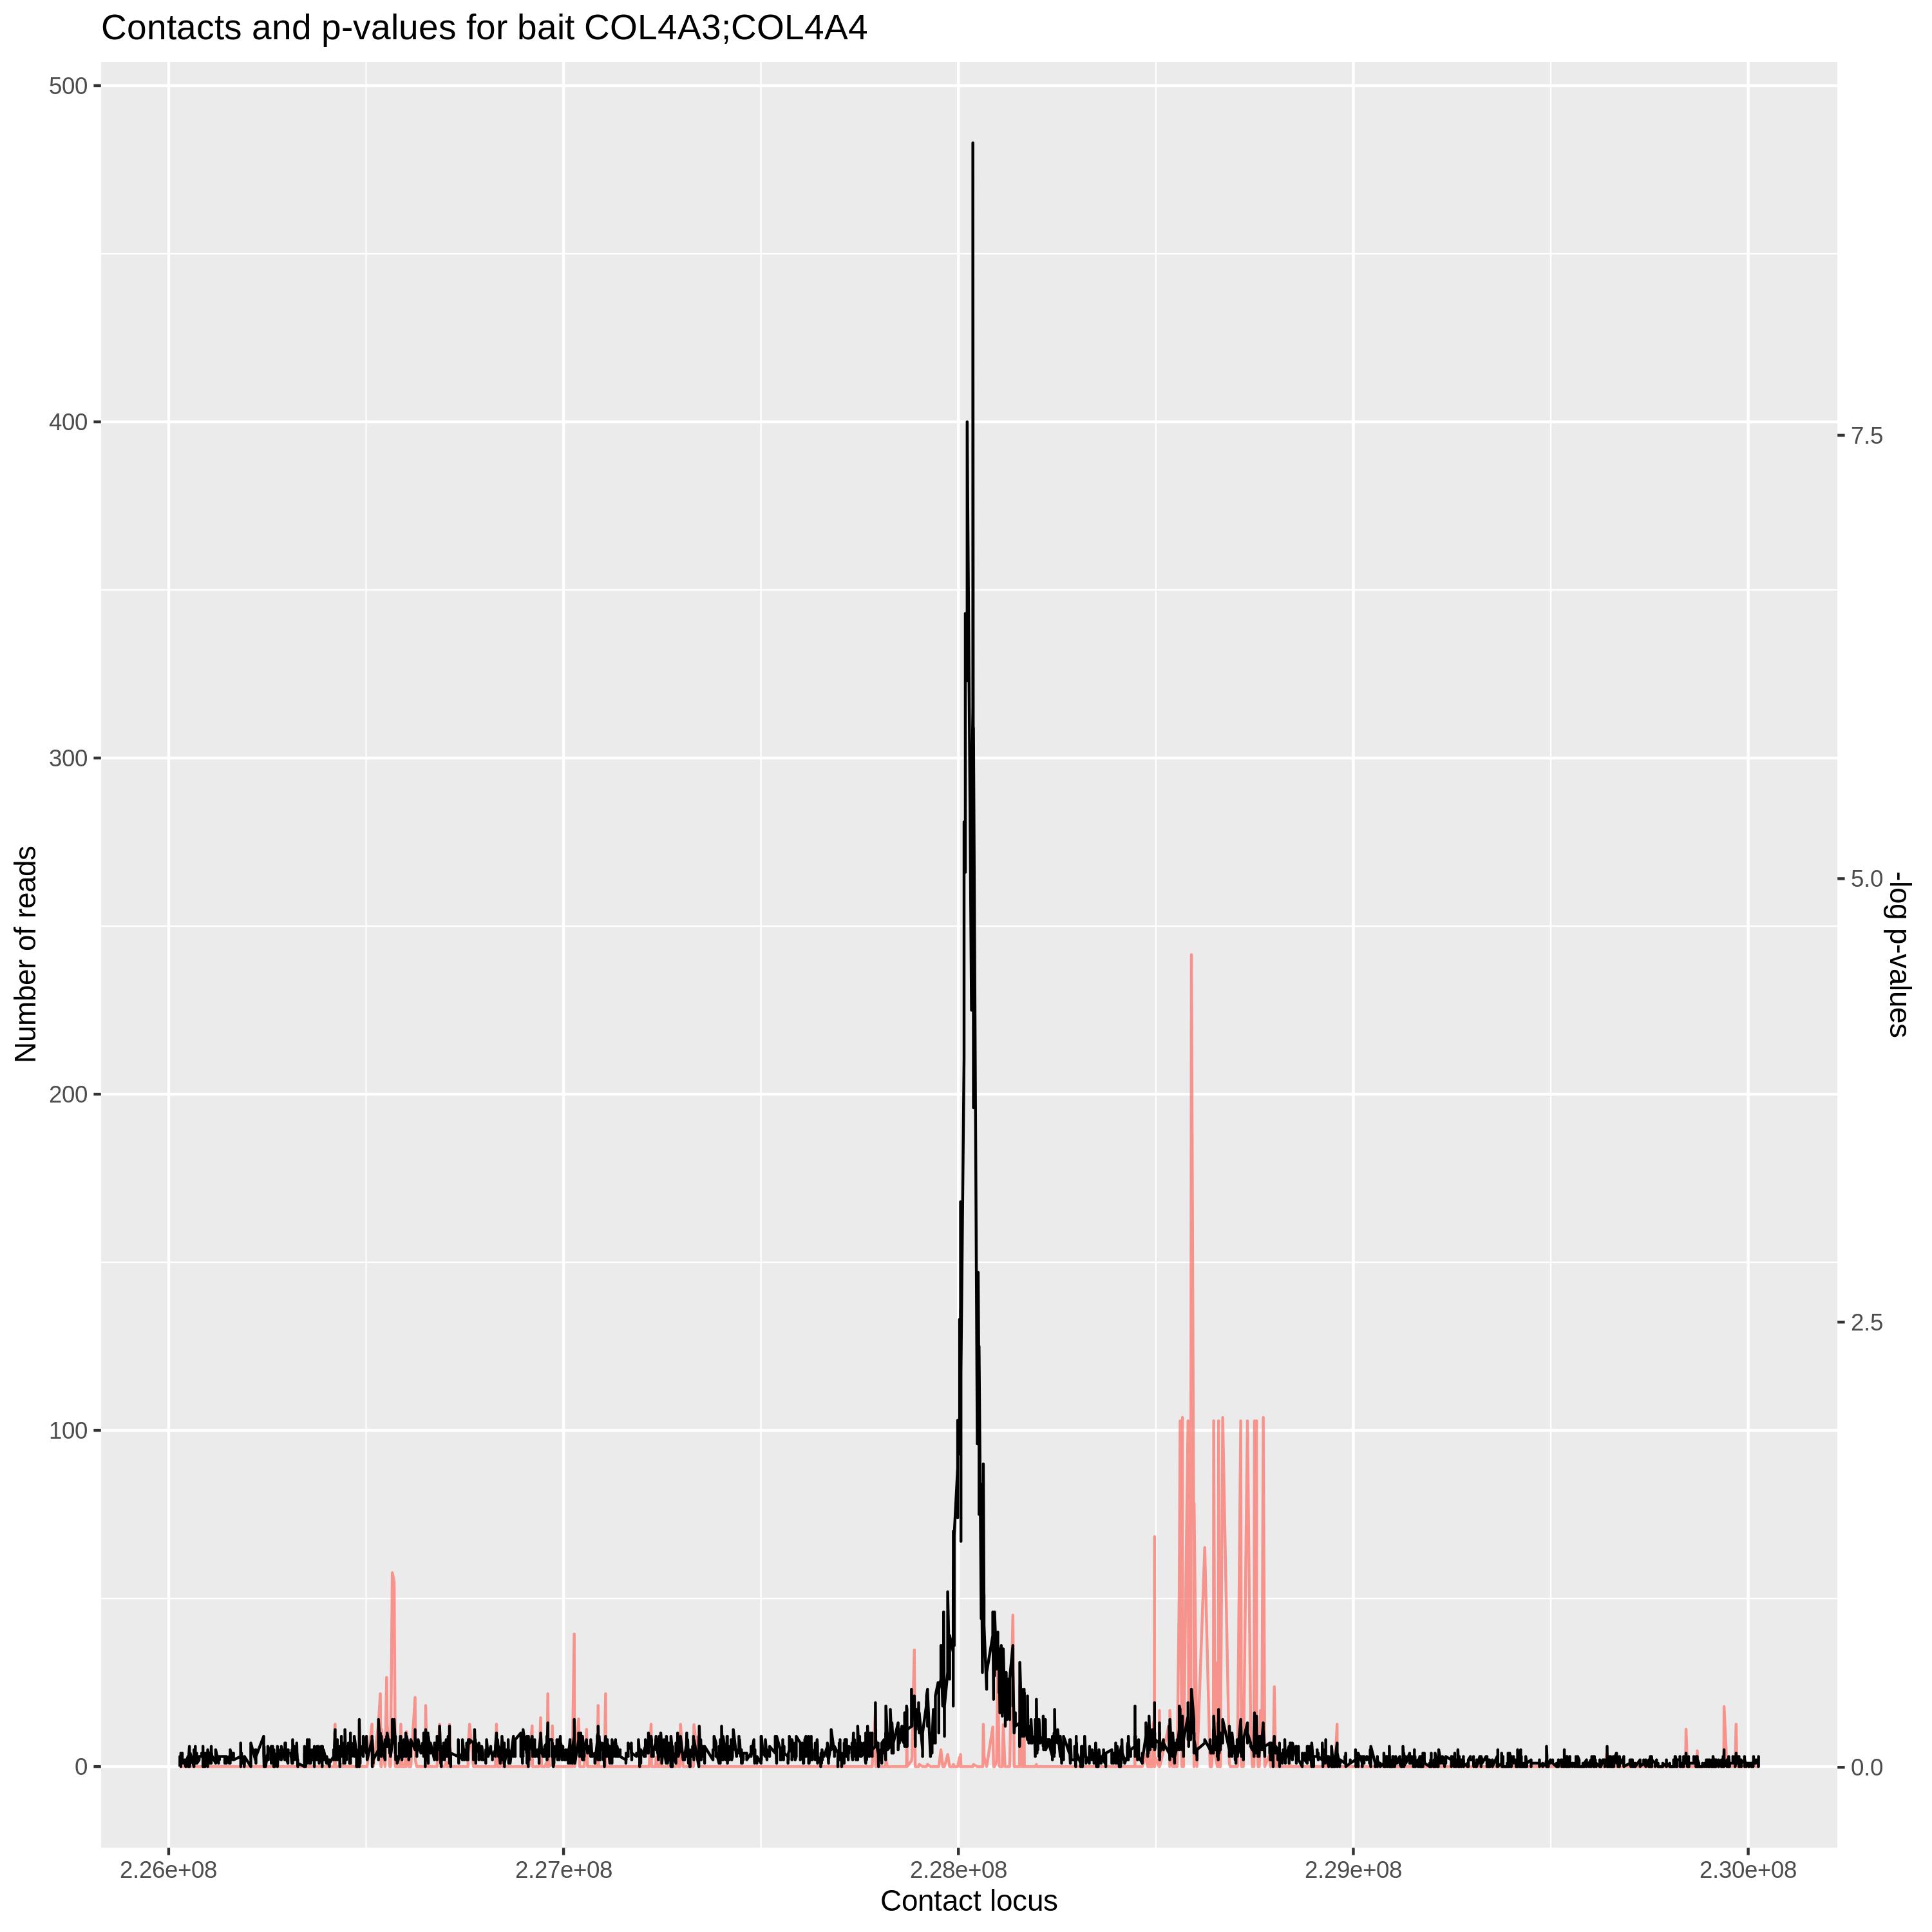 Contacts and p-values for bait COL4A3;COL4A4
500
400
300
200
100
0
Number of reads
7.5
5.0
2.5
0.0
-log p-values
2.26e+08
2.27e+08
2.28e+08
2.29e+08
2.30e+08
Contact locus